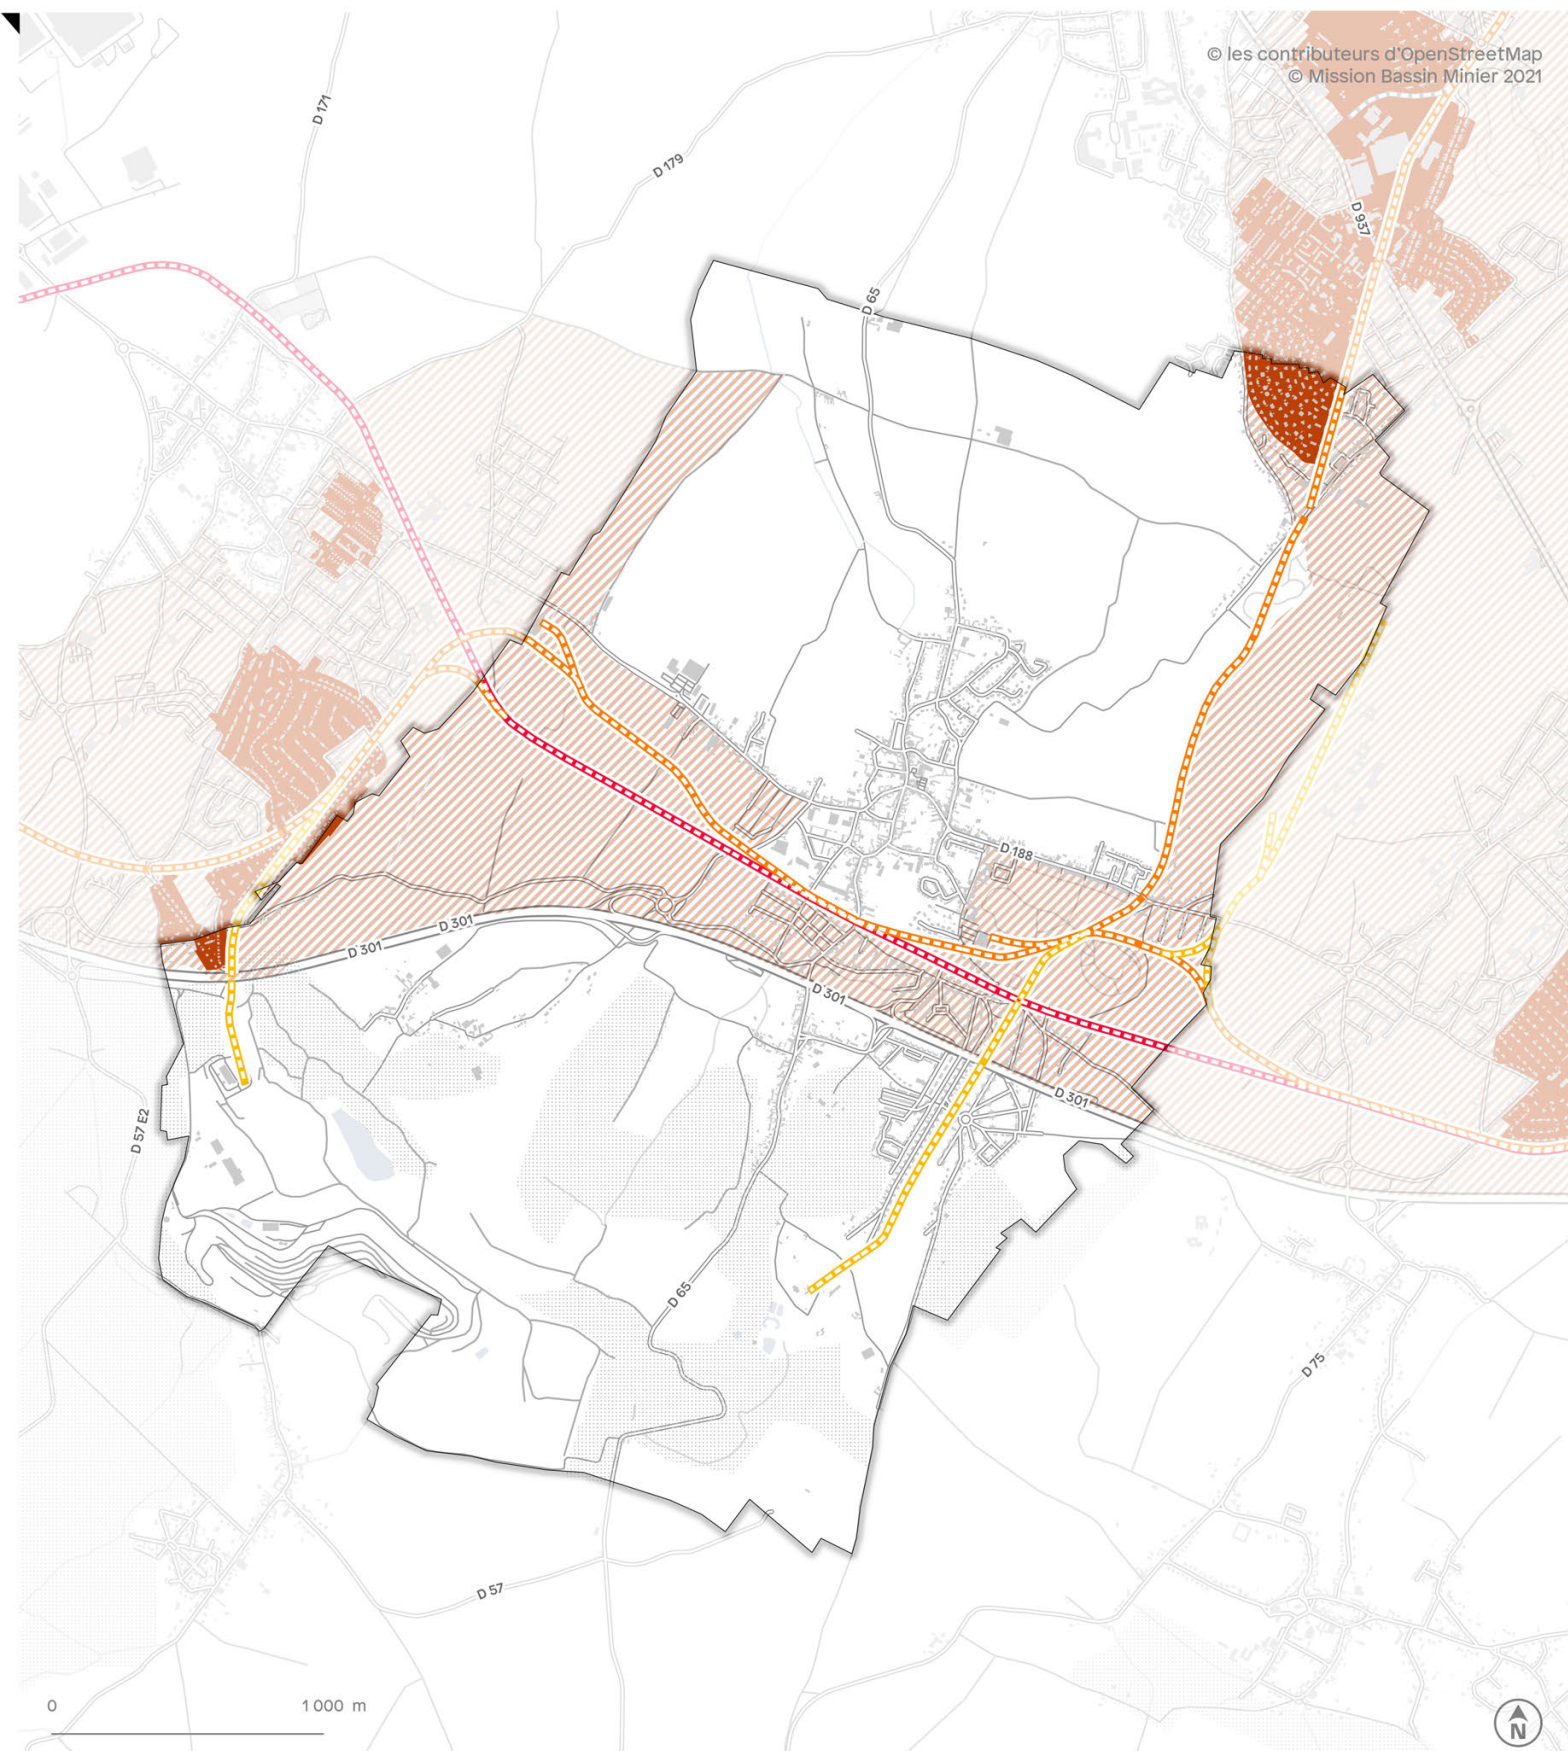 © les contributeurs d'OpenStreetMap
© Mission Bassin Minier 2021
D 171
D 179
D 937
D 65
D 188
D 301
D 301
D 301
D 301
D 57 E2
D 65
D 75
D 57
0 1 000 m
N